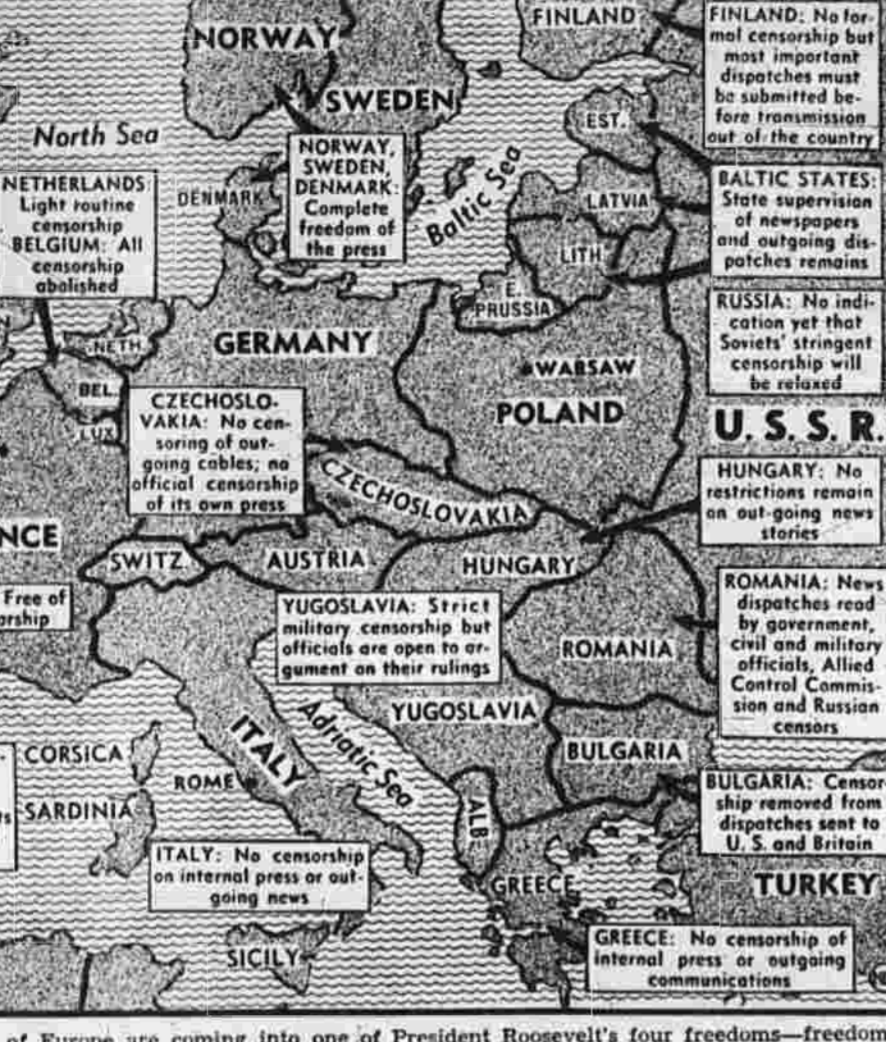 NORWAY
SWEDEN
FINLAND
FINLAND: No for-
mal censorship but
most important
dispatches must
be submitted be-
fore transmission
out of the country
North Sea
EST.
NORWAY,
SWEDEN,
DENMARK:
Complete
freedom of
the press
NETHERLANDS:
Light routine
censorship
BELGIUM: All
censorship
abolished
DENMARK
Baltic Sea
LATVIA
BALTIC STATES:
State supervision
of newspapers
and outgoing dis-
patches remains
LITH.
E.
PRUSSIA
RUSSIA: No indi-
cation yet that
Soviets' stringent
censorship will
be relaxed
NETH.
GERMANY
WARSAW
POLAND
BEL.
LUX.
U. S. S. R.
CZECHOSLO-
VAKIA: No cen-
soring of out-
going cables; no
official censorship
of its own press
CZECHOSLOVAKIA
HUNGARY: No
restrictions remain
on out-going news
stories
NCE
SWITZ.
AUSTRIA
HUNGARY
Free of
orship
YUGOSLAVIA: Strict
military censorship but
officials are open to ar-
gument on their rulings
ROMANIA
ROMANIA: News
dispatches read
by government,
civil and military
officials, Allied
Control Commis-
sion and Russian
censors
YUGOSLAVIA
ITALY
Adriatic Sea
CORSICA
ROME
BULGARIA
SARDINIA
ALB.
BULGARIA: Censor
ship removed from
dispatches sent to
U. S. and Britain
ITALY: No censorship
on internal press or out-
going news
GREECE
TURKEY
SICILY
GREECE: No censorship of
internal press or outgoing
communications
of Europe are coming into one of President Roosevelt's four freedoms—freedom